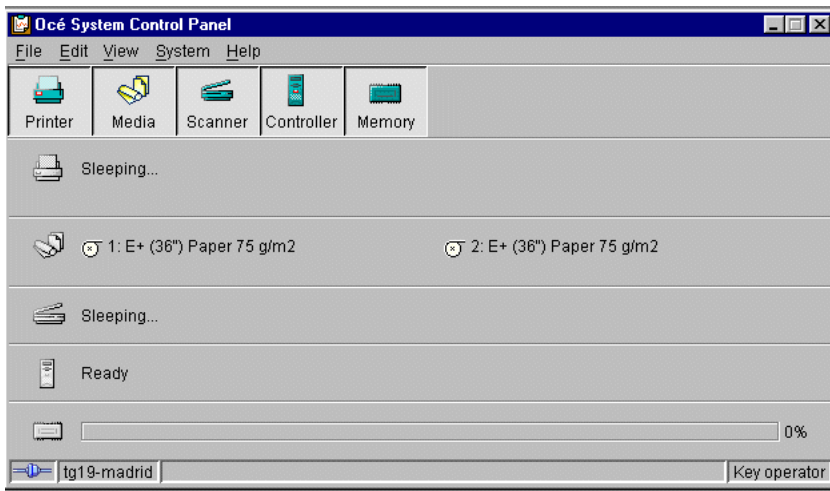 Océ System Control Panel
File Edit View System Help
Printer Media Scanner Controller Memory
Sleeping...
1: E+ (36") Paper 75 g/m2 2: E+ (36") Paper 75 g/m2
Sleeping...
Ready
0%
tg19-madrid Key operator